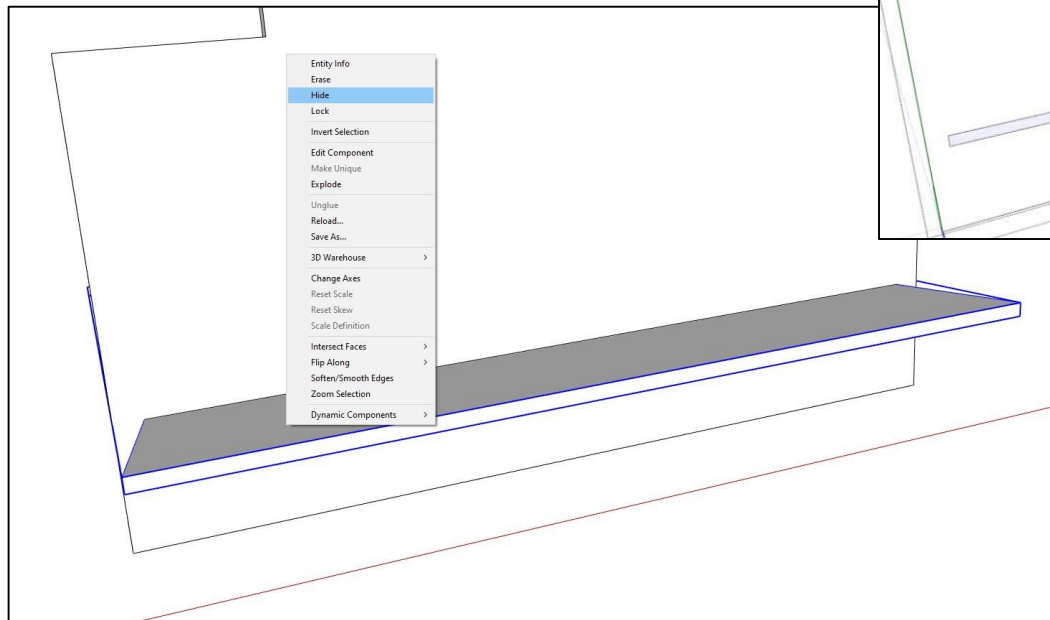 Entity Info
Erase
Hide
Lock
Invert Selection
Edit Component
Make Unique
Explode
Unglue
Reload...
Save As...
3D Warehouse
Change Axes
Reset Scale
Reset Skew
Scale Definition
Intersect Faces
Flip Along
Soften/Smooth Edges
Zoom Selection
Dynamic Components